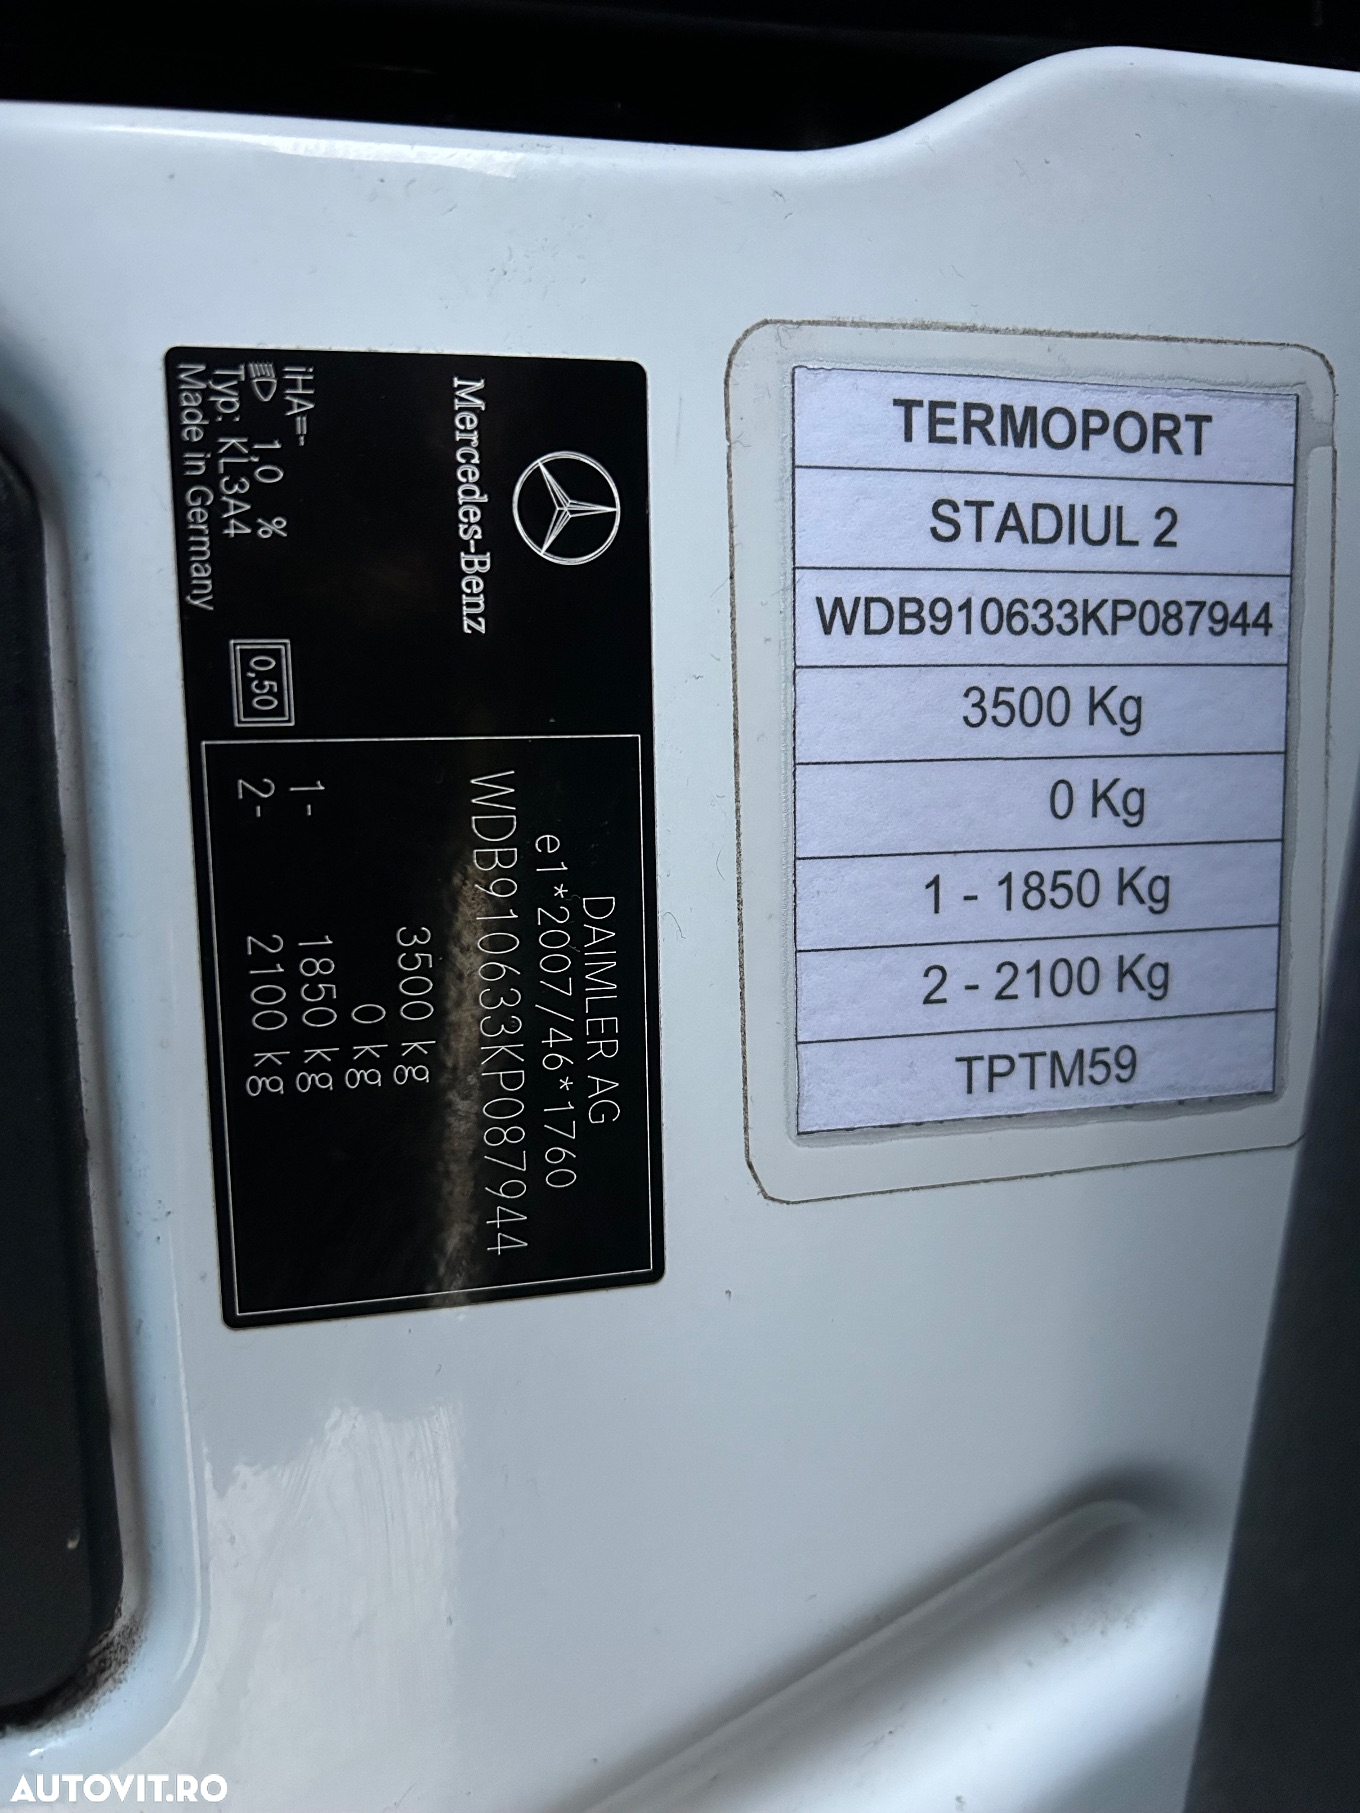 Mercedes-Benz
iHA=-
1,0 %
Typ: KL3A4
Made in Germany
0,50
DAIMLER AG
e1*2007/46*1760
WDB910633KP087944
3500 kg
0 kg
1- 1850 kg
2- 2100 kg
TERMOPORT
STADIUL 2
WDB910633KP087944
3500 Kg
0 Kg
1 - 1850 Kg
2 - 2100 Kg
TPTM59
AUTOVIT.RO